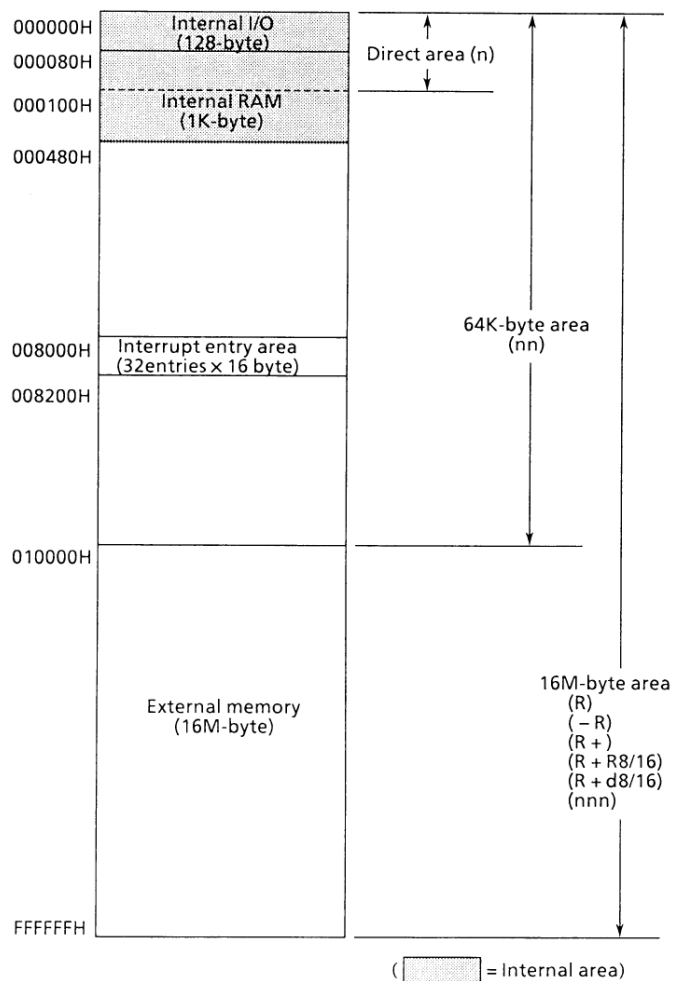 000000H
Internal I/O
(128-byte)
000080H
Direct area (n)
000100H
Internal RAM
(1K-byte)
000480H
64K-byte area
(nn)
008000H
Interrupt entry area
(32entries × 16 byte)
008200H
010000H
External memory
(16M-byte)
16M-byte area
(R)
(–R)
(R+)
(R + R8/16)
(R + d8/16)
(nnn)
FFFFFFH
( = Internal area)